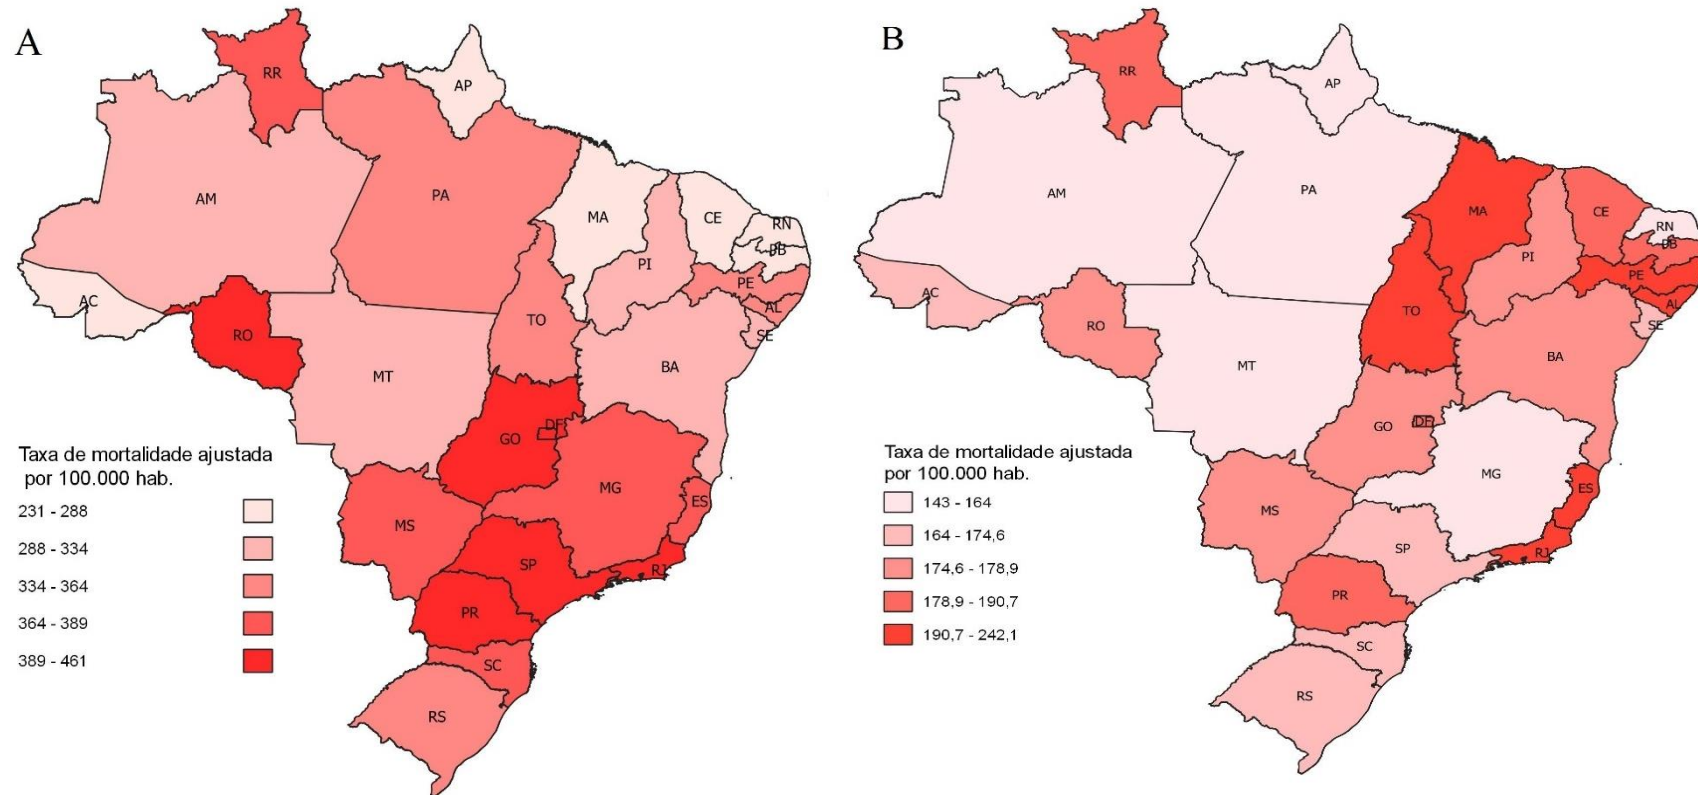 A
RR
AP
AM
PA
MA
CE
RN
PB
PI
PE
AL
AC
TO
SE
RO
BA
MT
DF
GO
MG
ES
MS
SP
RJ
PR
SC
RS
Taxa de mortalidade ajustada
por 100.000 hab.
231 - 288
288 - 334
334 - 364
364 - 389
389 - 461
B
RR
AP
AM
PA
MA
CE
RN
PB
PI
PE
AL
AC
TO
SE
RO
BA
MT
DF
GO
MG
ES
MS
SP
RJ
PR
SC
RS
Taxa de mortalidade ajustada
por 100.000 hab.
143 - 164
164 - 174,6
174,6 - 178,9
178,9 - 190,7
190,7 - 242,1